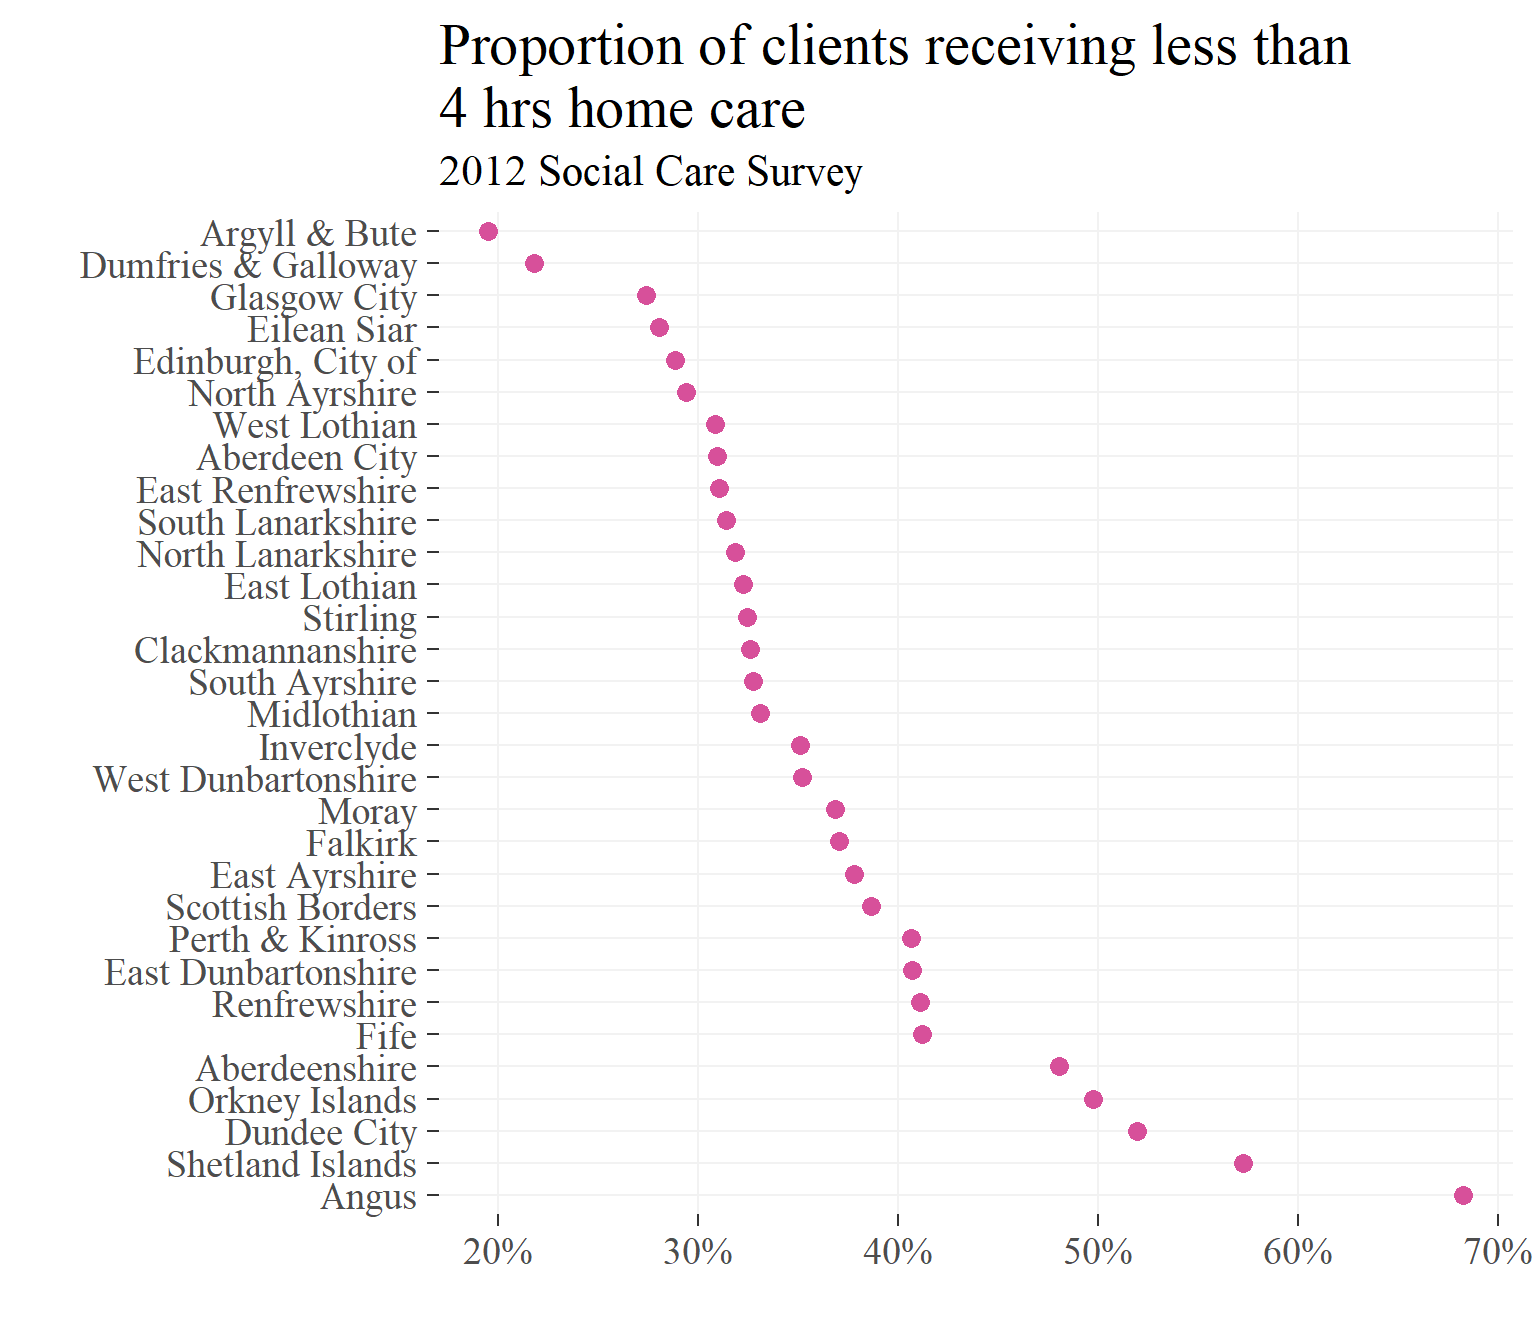 Proportion of clients receiving less than
4 hrs home care
2012 Social Care Survey
Argyll & Bute
Dumfries & Galloway
Glasgow City
Eilean Siar
Edinburgh, City of
North Ayrshire
West Lothian
Aberdeen City
East Renfrewshire
South Lanarkshire
North Lanarkshire
East Lothian
Stirling
Clackmannanshire
South Ayrshire
Midlothian
Inverclyde
West Dunbartonshire
Moray
Falkirk
East Ayrshire
Scottish Borders
Perth & Kinross
East Dunbartonshire
Renfrewshire
Fife
Aberdeenshire
Orkney Islands
Dundee City
Shetland Islands
Angus
20% 30% 40% 50% 60% 70%